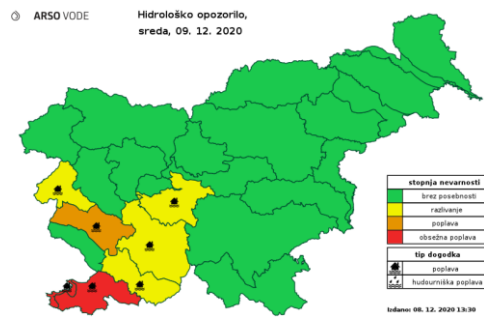 ARSO VODE
Hidrološko opozorilo,
sreda, 09. 12. 2020
stopnja nevarnosti
brez posebnosti
razlivanje
poplava
obsežna poplava
tip dogodka
poplava
hudourniška poplava
Izdano: 08. 12. 2020 13:30